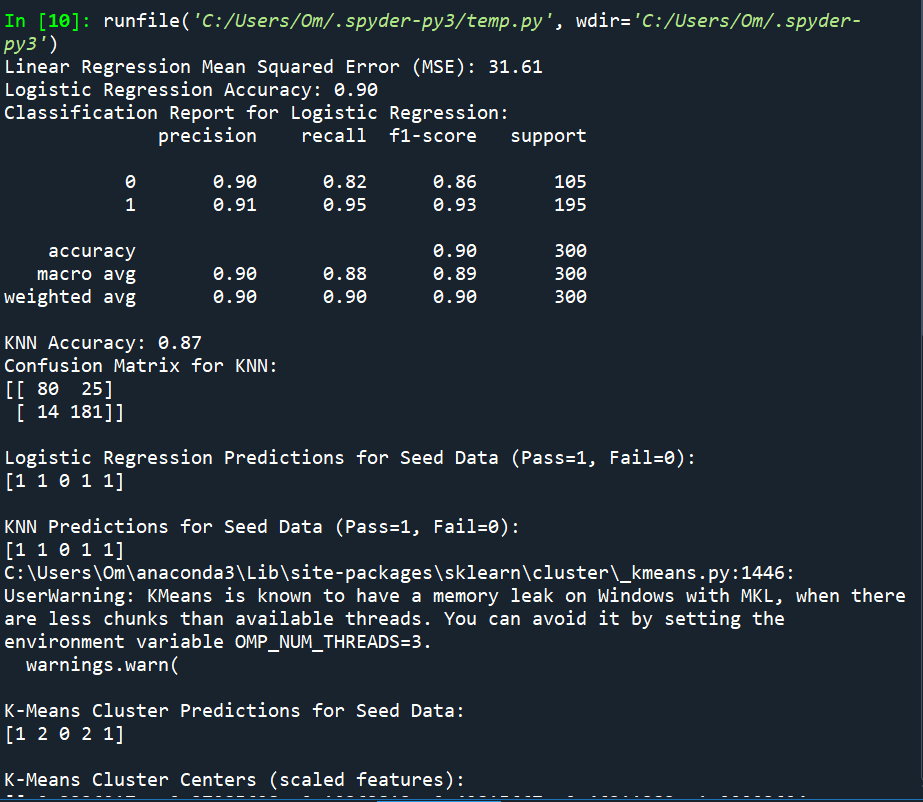 In [10]: runfile('C:/Users/Om/.spyder-py3/temp.py', wdir='C:/Users/Om/.spyder-
py3')
Linear Regression Mean Squared Error (MSE): 31.61
Logistic Regression Accuracy: 0.90
Classification Report for Logistic Regression:
precision recall f1-score support
0 0.90 0.82 0.86 105
1 0.91 0.95 0.93 195
accuracy 0.90 300
macro avg 0.90 0.88 0.89 300
weighted avg 0.90 0.90 0.90 300
KNN Accuracy: 0.87
Confusion Matrix for KNN:
[[ 80 25]
[ 14 181]]
Logistic Regression Predictions for Seed Data (Pass=1, Fail=0):
[1 1 0 1 1]
KNN Predictions for Seed Data (Pass=1, Fail=0):
[1 1 0 1 1]
C:\Users\Om\anaconda3\Lib\site-packages\sklearn\cluster\_kmeans.py:1446:
UserWarning: KMeans is known to have a memory leak on Windows with MKL, when there
are less chunks than available threads. You can avoid it by setting the
environment variable OMP_NUM_THREADS=3.
warnings.warn(
K-Means Cluster Predictions for Seed Data:
[1 2 0 2 1]
K-Means Cluster Centers (scaled features):